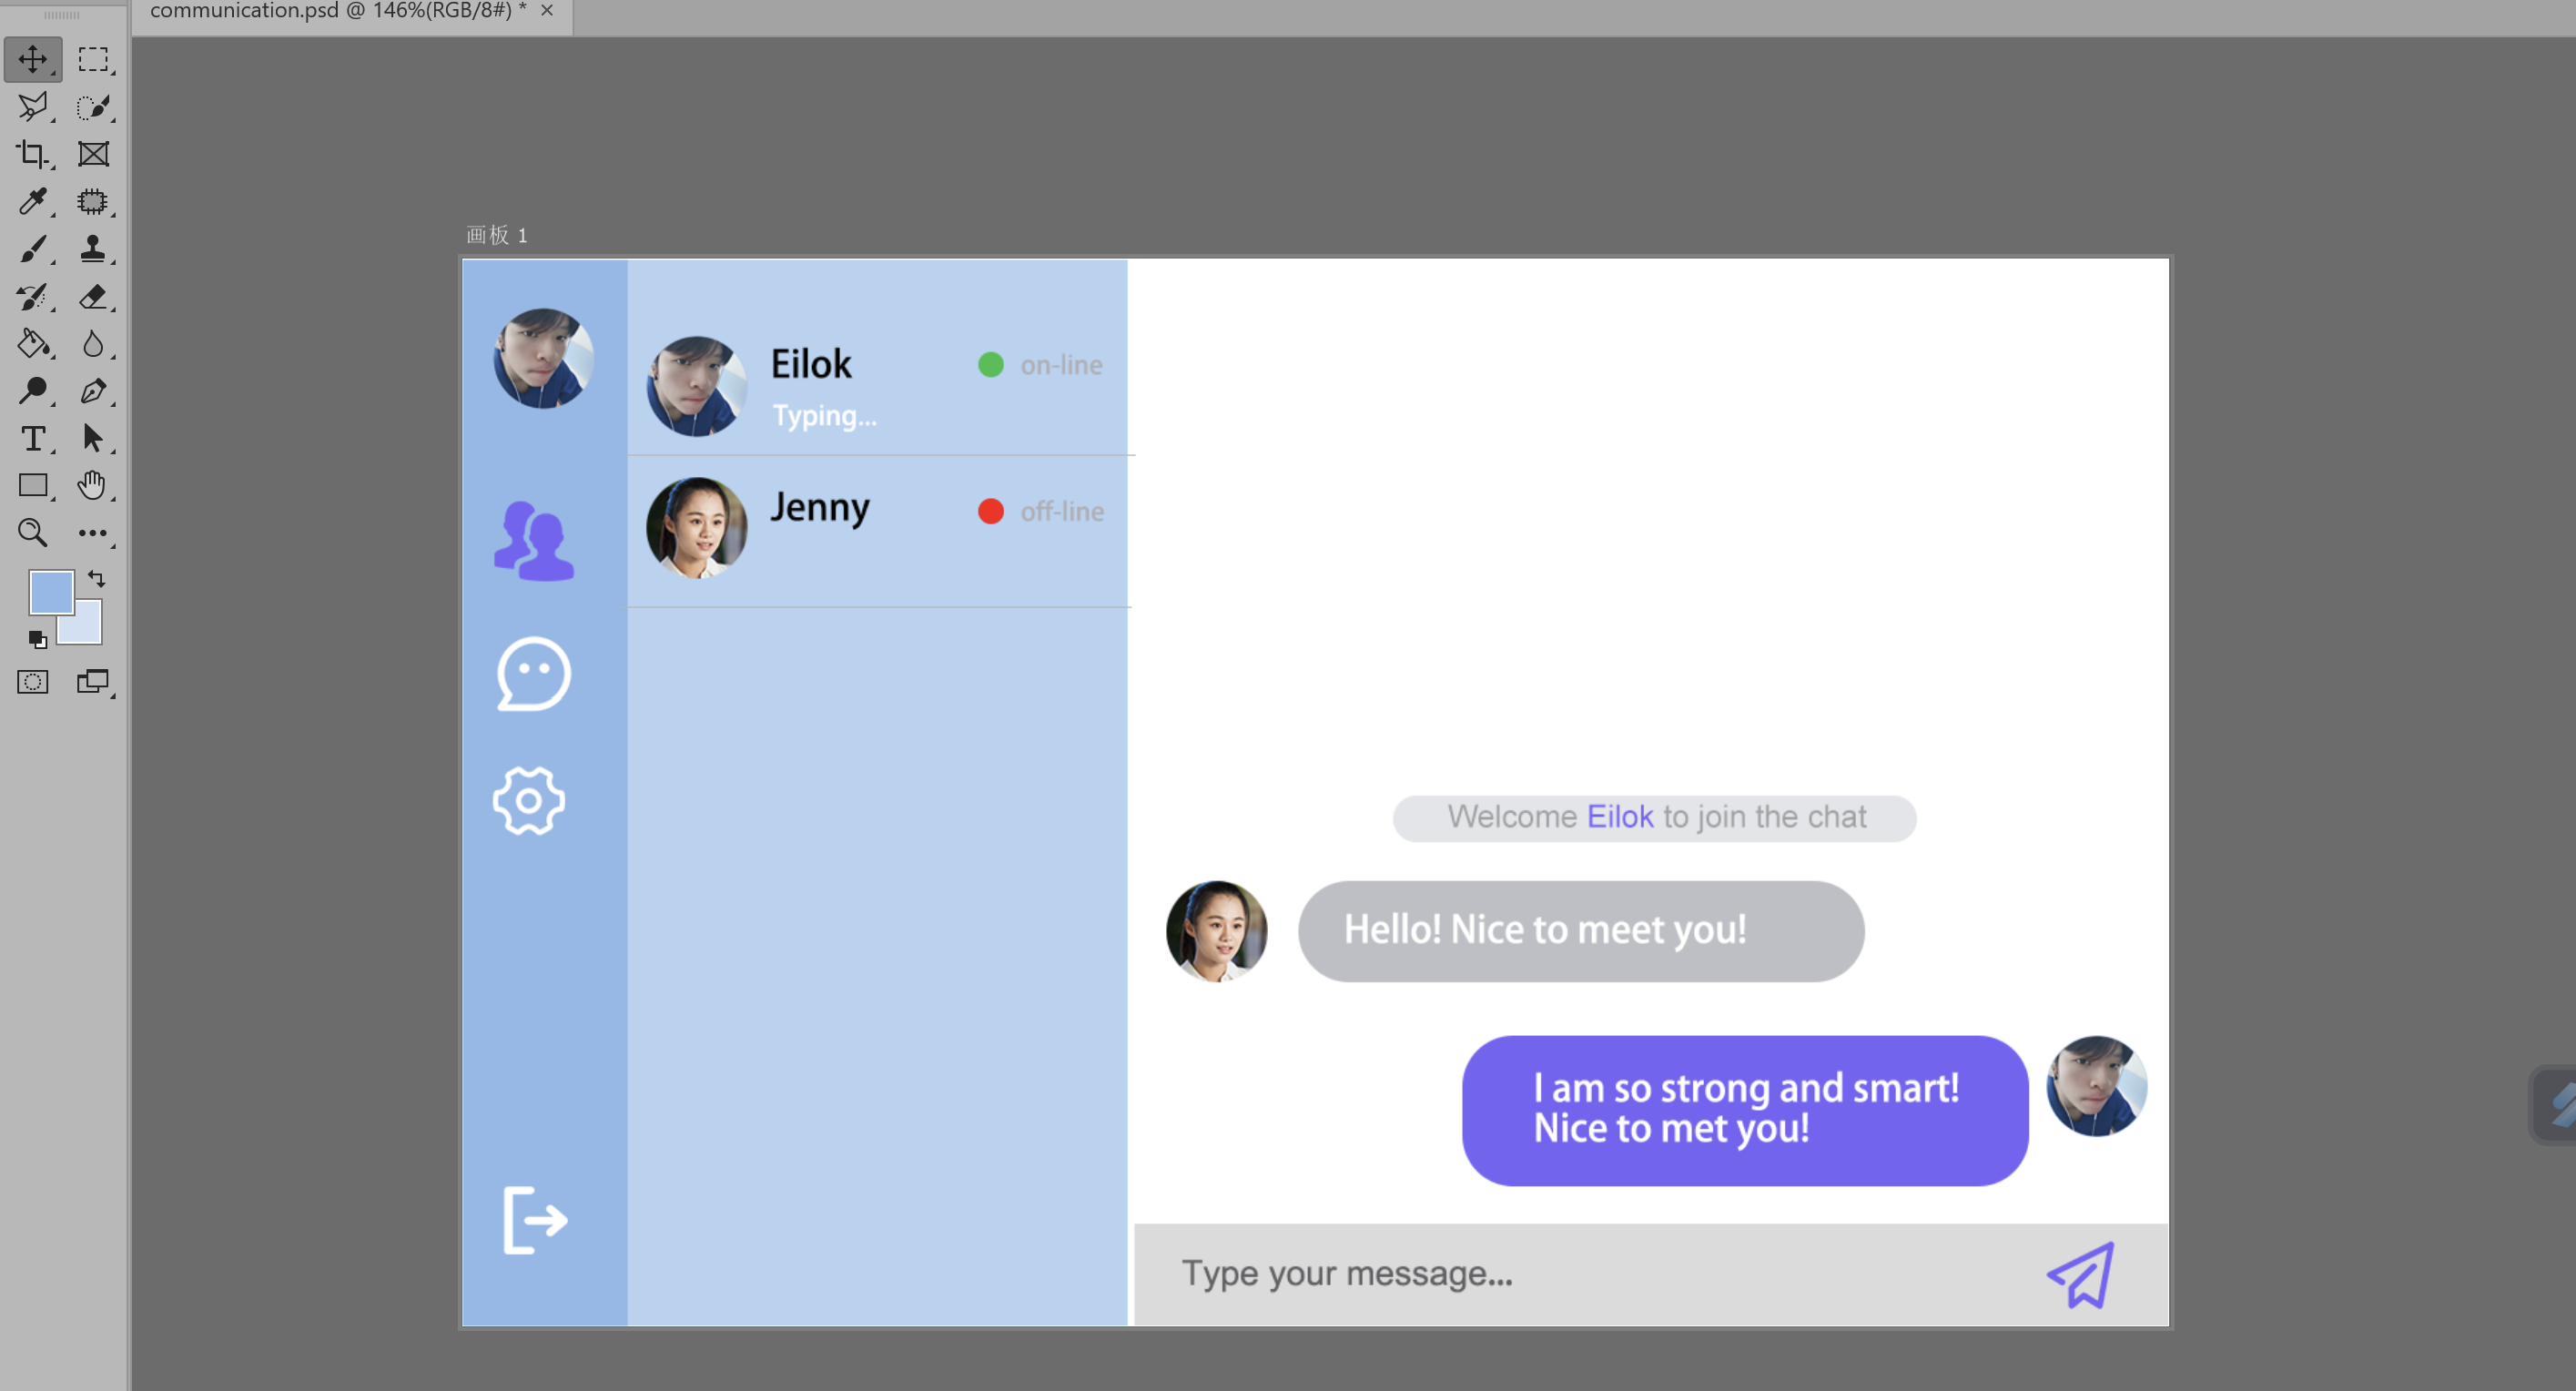 communication.psd @ 146%(RGB/8#) * ×
画板 1
Eilok
on-line
Typing...
Jenny
off-line
Welcome Eilok to join the chat
Hello! Nice to meet you!
I am so strong and smart!
Nice to met you!
Type your message...